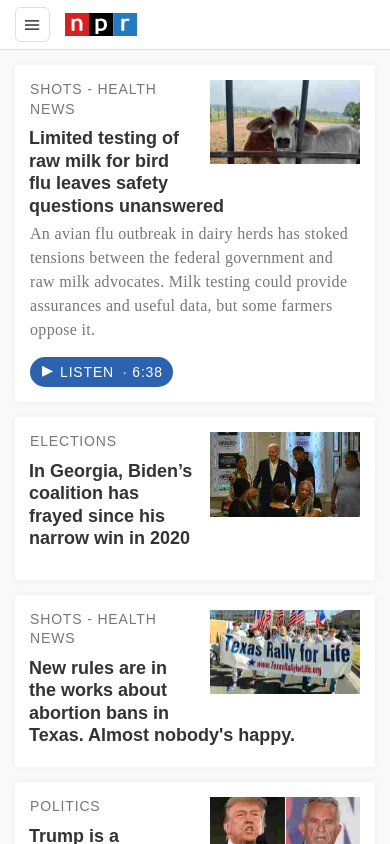 npr
SHOTS - HEALTH
NEWS
Limited testing of
raw milk for bird
flu leaves safety
questions unanswered
An avian flu outbreak in dairy herds has stoked
tensions between the federal government and
raw milk advocates. Milk testing could provide
assurances and useful data, but some farmers
oppose it.
LISTEN · 6:38
ELECTIONS
In Georgia, Biden’s
coalition has
frayed since his
narrow win in 2020
SHOTS - HEALTH
NEWS
New rules are in
the works about
abortion bans in
Texas. Almost nobody's happy.
Texas Rally for Life
www.TexasRallyforLife.org
POLITICS
Trump is a